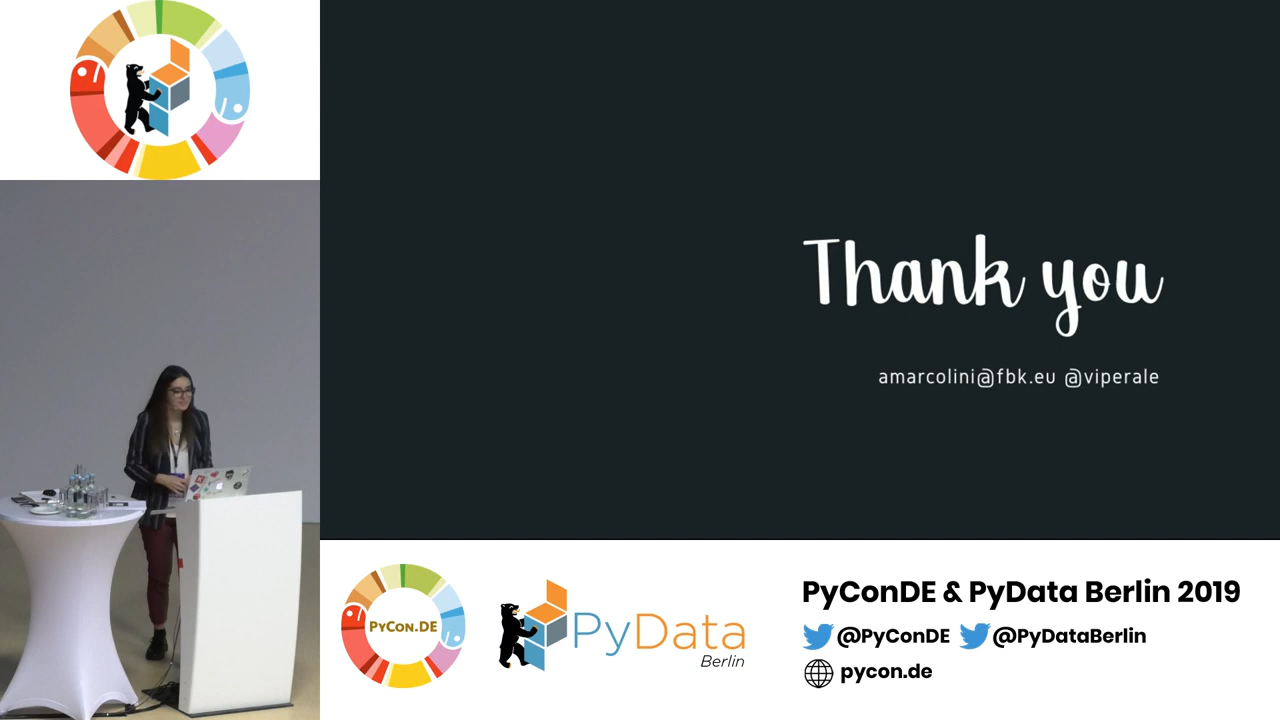 Thank you
amarcolini@fbk.eu @viperale
PyCon.DE
PyData
Berlin
PyConDE & PyData Berlin 2019
@PyConDE @PyDataBerlin
pycon.de